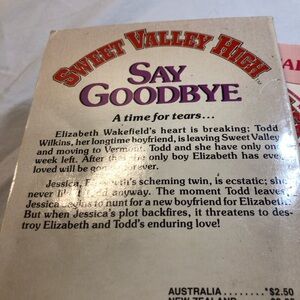 SWEET VALLEY HIGH
SAY
GOODBYE
A time for tears...
Elizabeth Wakefield's heart is breaking: Todd
Wilkins, her longtime boyfriend, is leaving Sweet Valley
and moving to Vermont. Todd and she have only one
week left. After that the only boy Elizabeth has ever
loved will be gone forever.
Jessica, Elizabeth's scheming twin, is ecstatic; she
never liked Todd anyway. The moment Todd leaves,
Jessica begins to hunt for a new boyfriend for Elizabeth.
But when Jessica's plot backfires, it threatens to des-
troy Elizabeth and Todd's enduring love!
AUSTRALIA ........ *$2.50
NEW ZEALAND